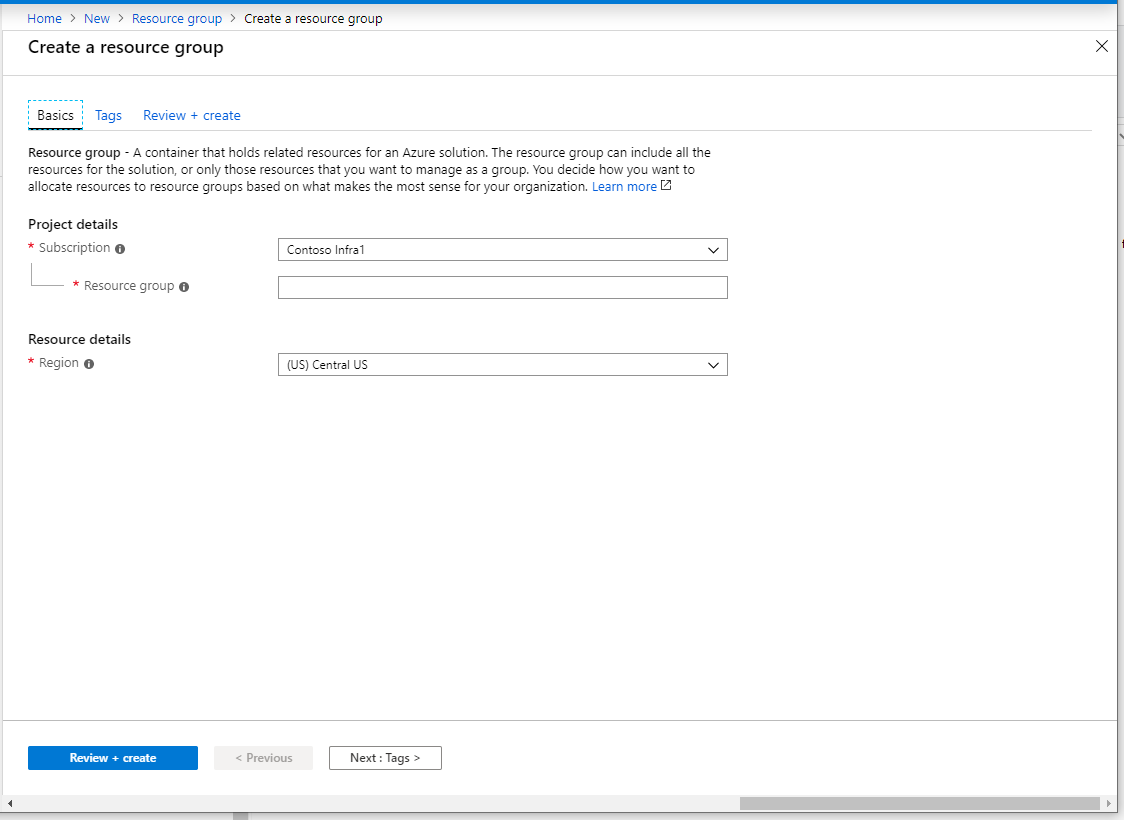 Home > New > Resource group > Create a resource group
Create a resource group
Basics Tags Review + create
Resource group - A container that holds related resources for an Azure solution. The resource group can include all the
resources for the solution, or only those resources that you want to manage as a group. You decide how you want to
allocate resources to resource groups based on what makes the most sense for your organization. Learn more
Project details
* Subscription
Contoso Infra1
* Resource group
Resource details
* Region
(US) Central US
Review + create
< Previous
Next : Tags >